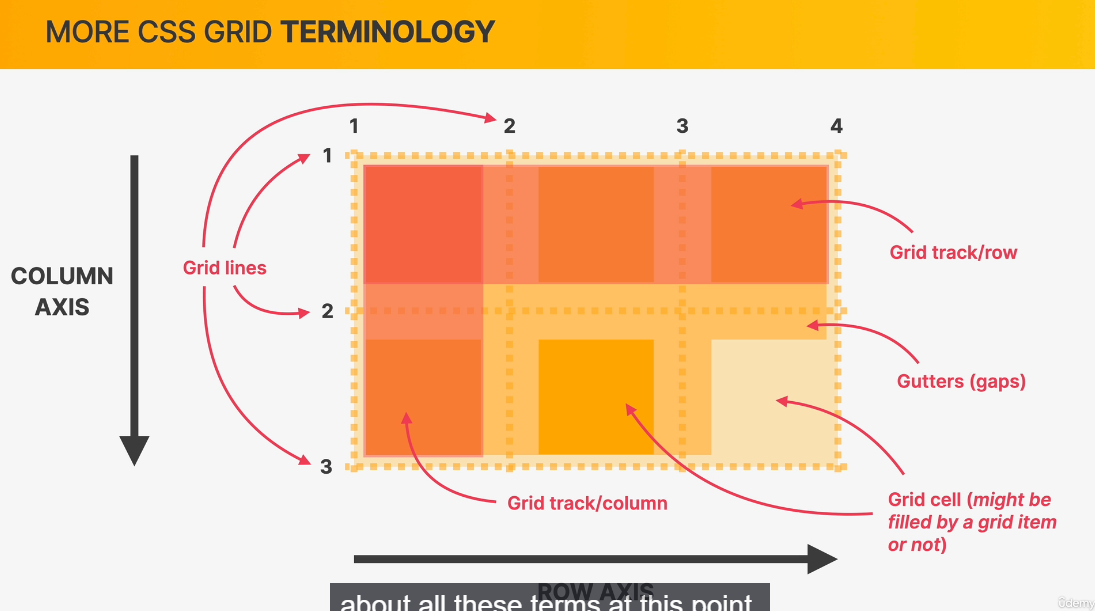 MORE CSS GRID TERMINOLOGY
1 2 3 4
1
Grid track/row
Grid lines
COLUMN
AXIS
2
Gutters (gaps)
3
Grid track/column
Grid cell (might be
filled by a grid item
or not)
ROW AXIS
about all these terms at this point.
Udemy